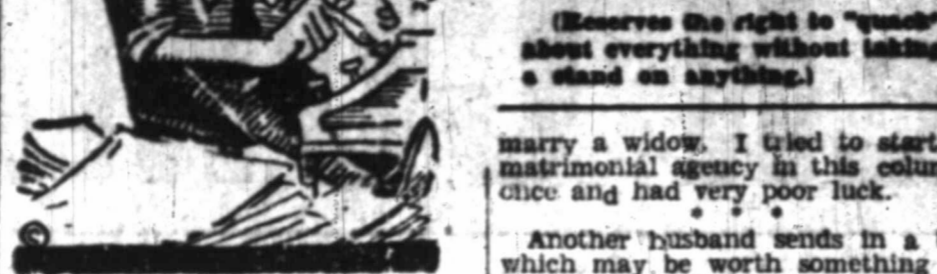 ©
(Reserves the right to "quack"
about everything without taking
a stand on anything.)
marry a widow. I tried to start
matrimonial agency in this colum
once and had very poor luck.
* * *
Another husband sends in a
which may be worth something